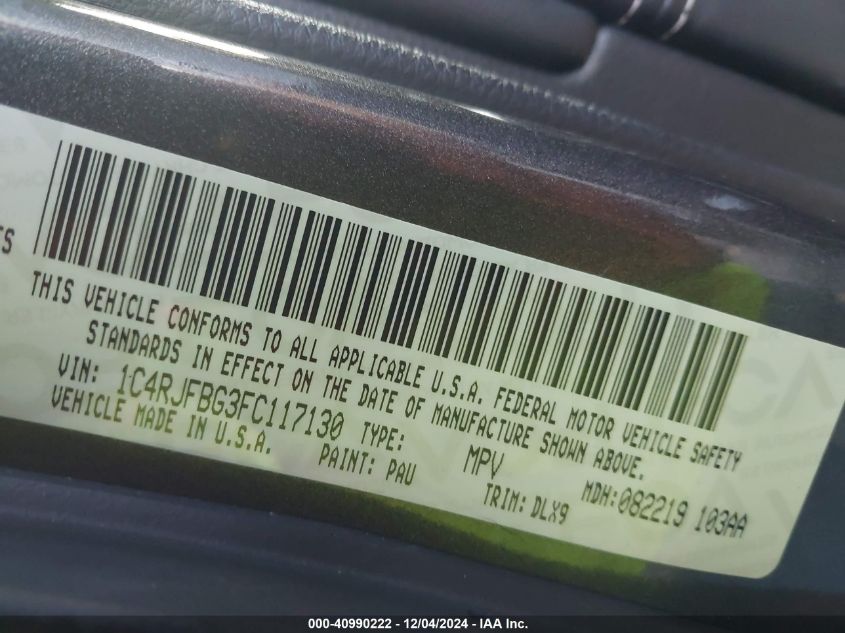 TS
THIS VEHICLE CONFORMS TO ALL APPLICABLE U.S.A. FEDERAL MOTOR VEHICLE SAFETY
STANDARDS IN EFFECT ON THE DATE OF MANUFACTURE SHOWN ABOVE.
VIN: 1C4RJFBG3FC117130 TYPE: MPV MDH:082219 103AA
VEHICLE MADE IN U.S.A. PAINT: PAU TRIM: DLX9
000-40990222 - 12/04/2024 - IAA Inc.